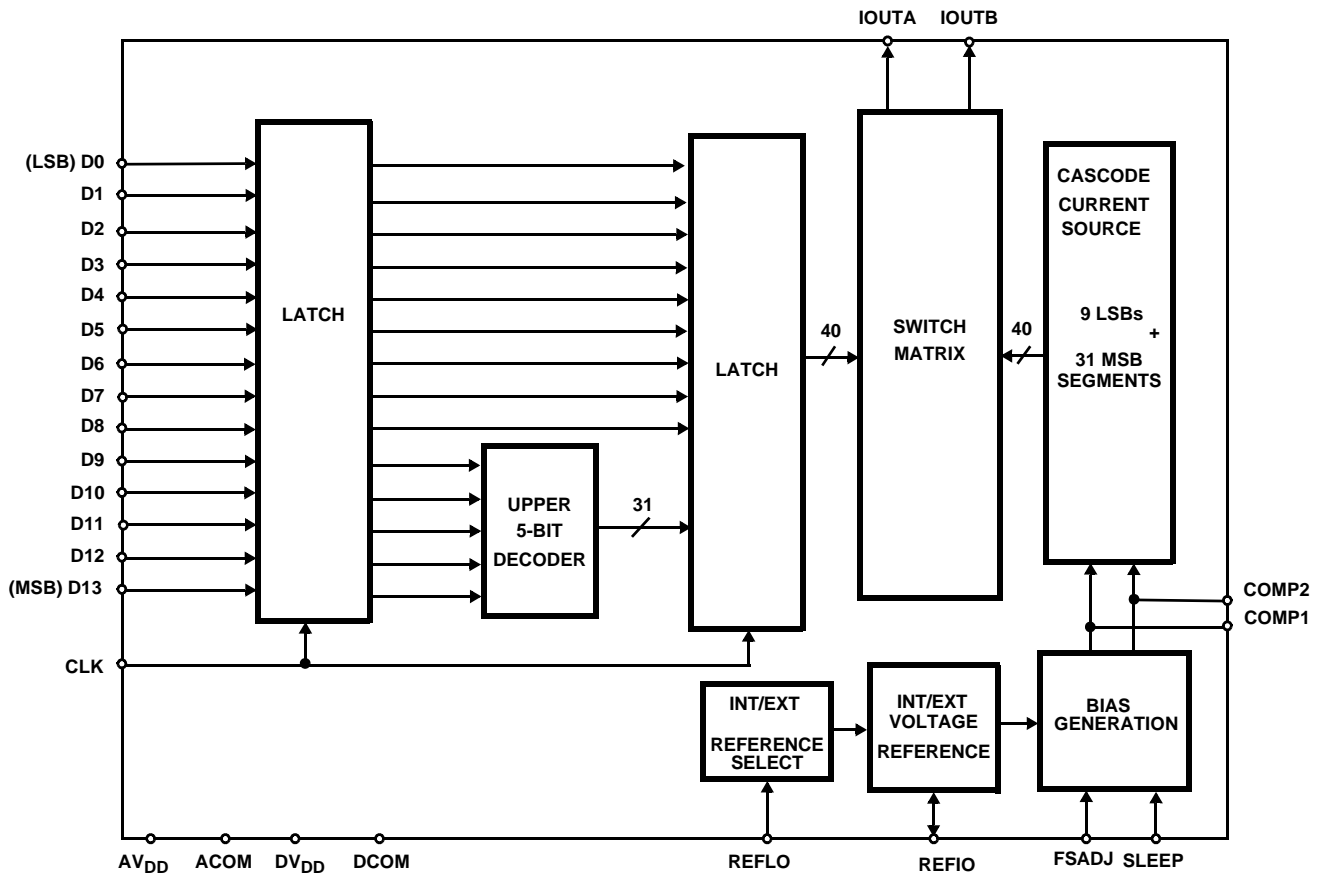 IOUTA IOUTB
(LSB) D0
D1
D2
D3
D4
D5
D6
D7
D8
D9
D10
D11
D12
(MSB) D13
CLK
LATCH
UPPER
5-BIT
DECODER
31
LATCH
40
SWITCH
MATRIX
40
CASCODE
CURRENT
SOURCE
9 LSBs
+
31 MSB
SEGMENTS
COMP2
COMP1
INT/EXT
REFERENCE
SELECT
INT/EXT
VOLTAGE
REFERENCE
BIAS
GENERATION
AVDD ACOM DVDD DCOM REFLO REFIO FSADJ SLEEP